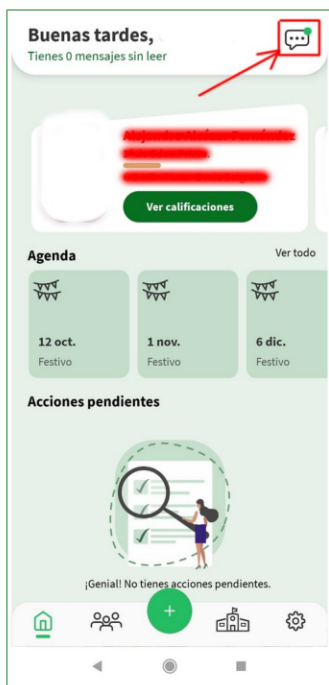 Buenas tardes,
Tienes 0 mensajes sin leer
Ver calificaciones
Agenda
Ver todo
12 oct.
Festivo
1 nov.
Festivo
6 dic.
Festivo
Acciones pendientes
¡Genial! No tienes acciones pendientes.